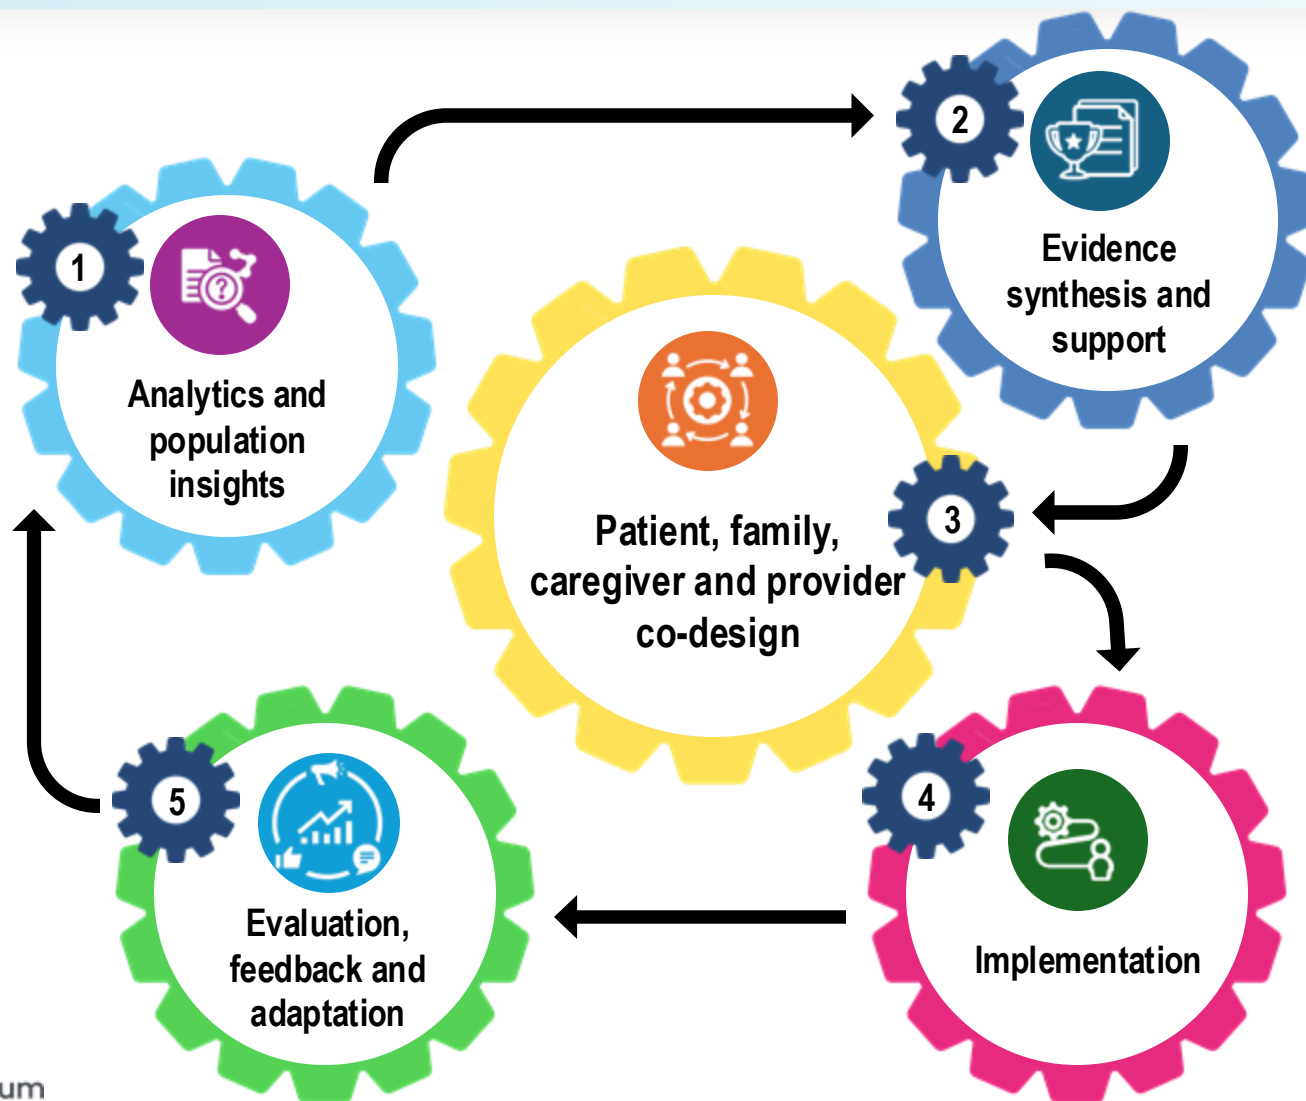 1
Analytics and
population
insights
2
Evidence
synthesis and
support
3
Patient, family,
caregiver and provider
co-design
4
Implementation
5
Evaluation,
feedback and
adaptation